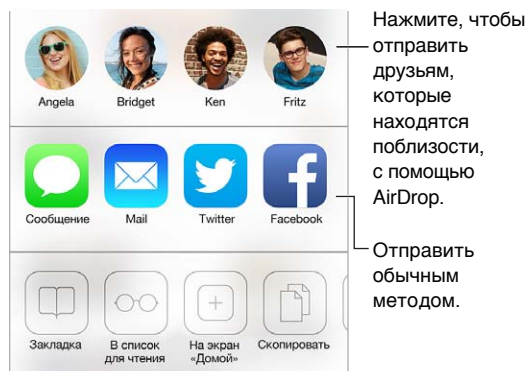 Angela Bridget Ken Fritz
Нажмите, чтобы
отправить
друзьям,
которые
находятся
поблизости,
с помощью
AirDrop.
Сообщение Mail Twitter Facebook
Отправить
обычным
методом.
Закладка В список На экран Скопировать
для чтения «Домой»